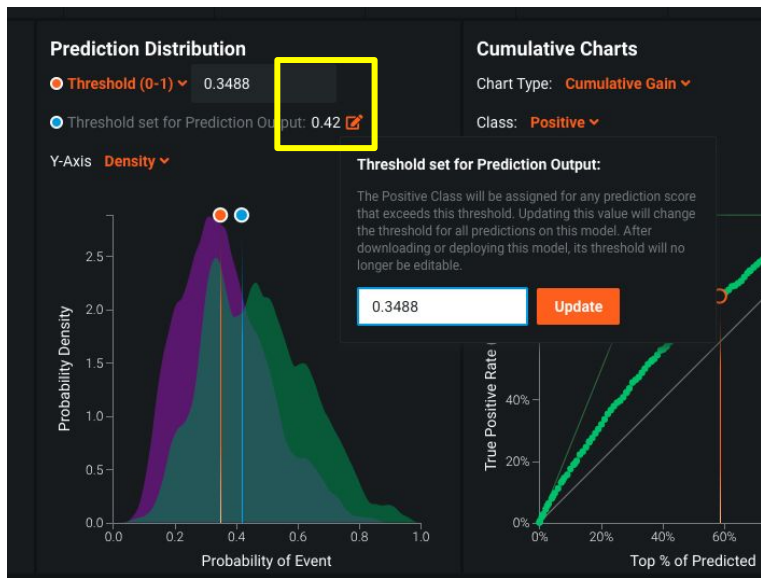 Prediction Distribution
Threshold (0-1)
0.3488
Threshold set for Prediction Output: 0.42
Y-Axis Density
Probability Density
2.5
2.0
1.5
1.0
0.5
0.0
0.0
0.2
0.4
0.6
0.8
1.0
Probability of Event
Cumulative Charts
Chart Type: Cumulative Gain
Class: Positive
Threshold set for Prediction Output:
The Positive Class will be assigned for any prediction score
that exceeds this threshold. Updating this value will change
the threshold for all predictions on this model. After
downloading or deploying this model, its threshold will no
longer be editable.
0.3488
Update
True Positive Rate
40%
20%
0%
0%
20%
40%
60%
Top % of Predicted